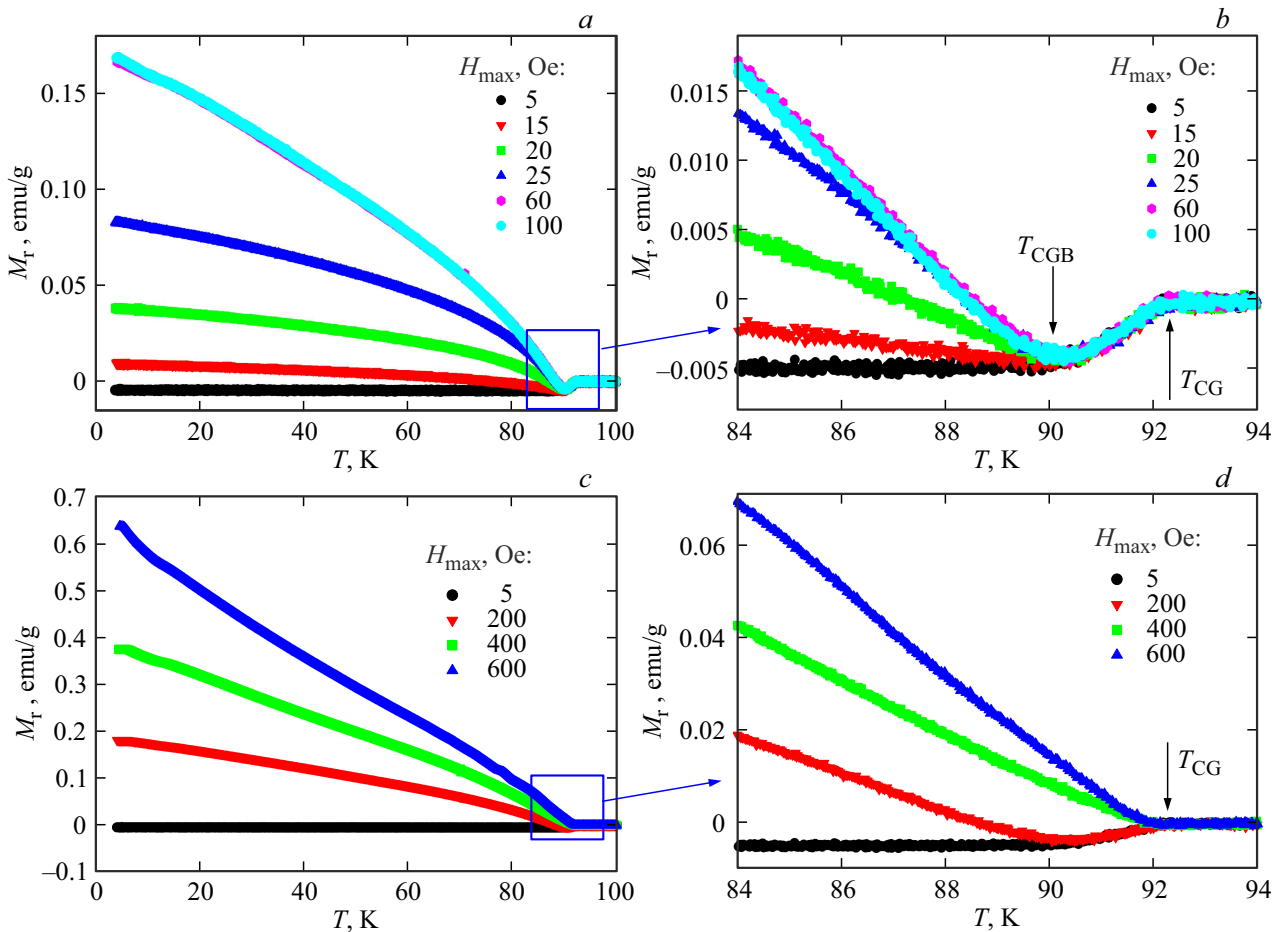 a
M_r, emu/g
0.15
0.10
0.05
0
H_max, Oe:
5
15
20
25
60
100
0 20 40 60 80 100
T, K
b
M_r, emu/g
0.015
0.010
0.005
0
–0.005
H_max, Oe:
5
15
20
25
60
100
T_CGB
T_CG
84 86 88 90 92 94
T, K
c
M_r, emu/g
0.7
0.6
0.5
0.4
0.3
0.2
0.1
0
–0.1
H_max, Oe:
5
200
400
600
0 20 40 60 80 100
T, K
d
M_r, emu/g
0.06
0.04
0.02
0
H_max, Oe:
5
200
400
600
T_CG
84 86 88 90 92 94
T, K